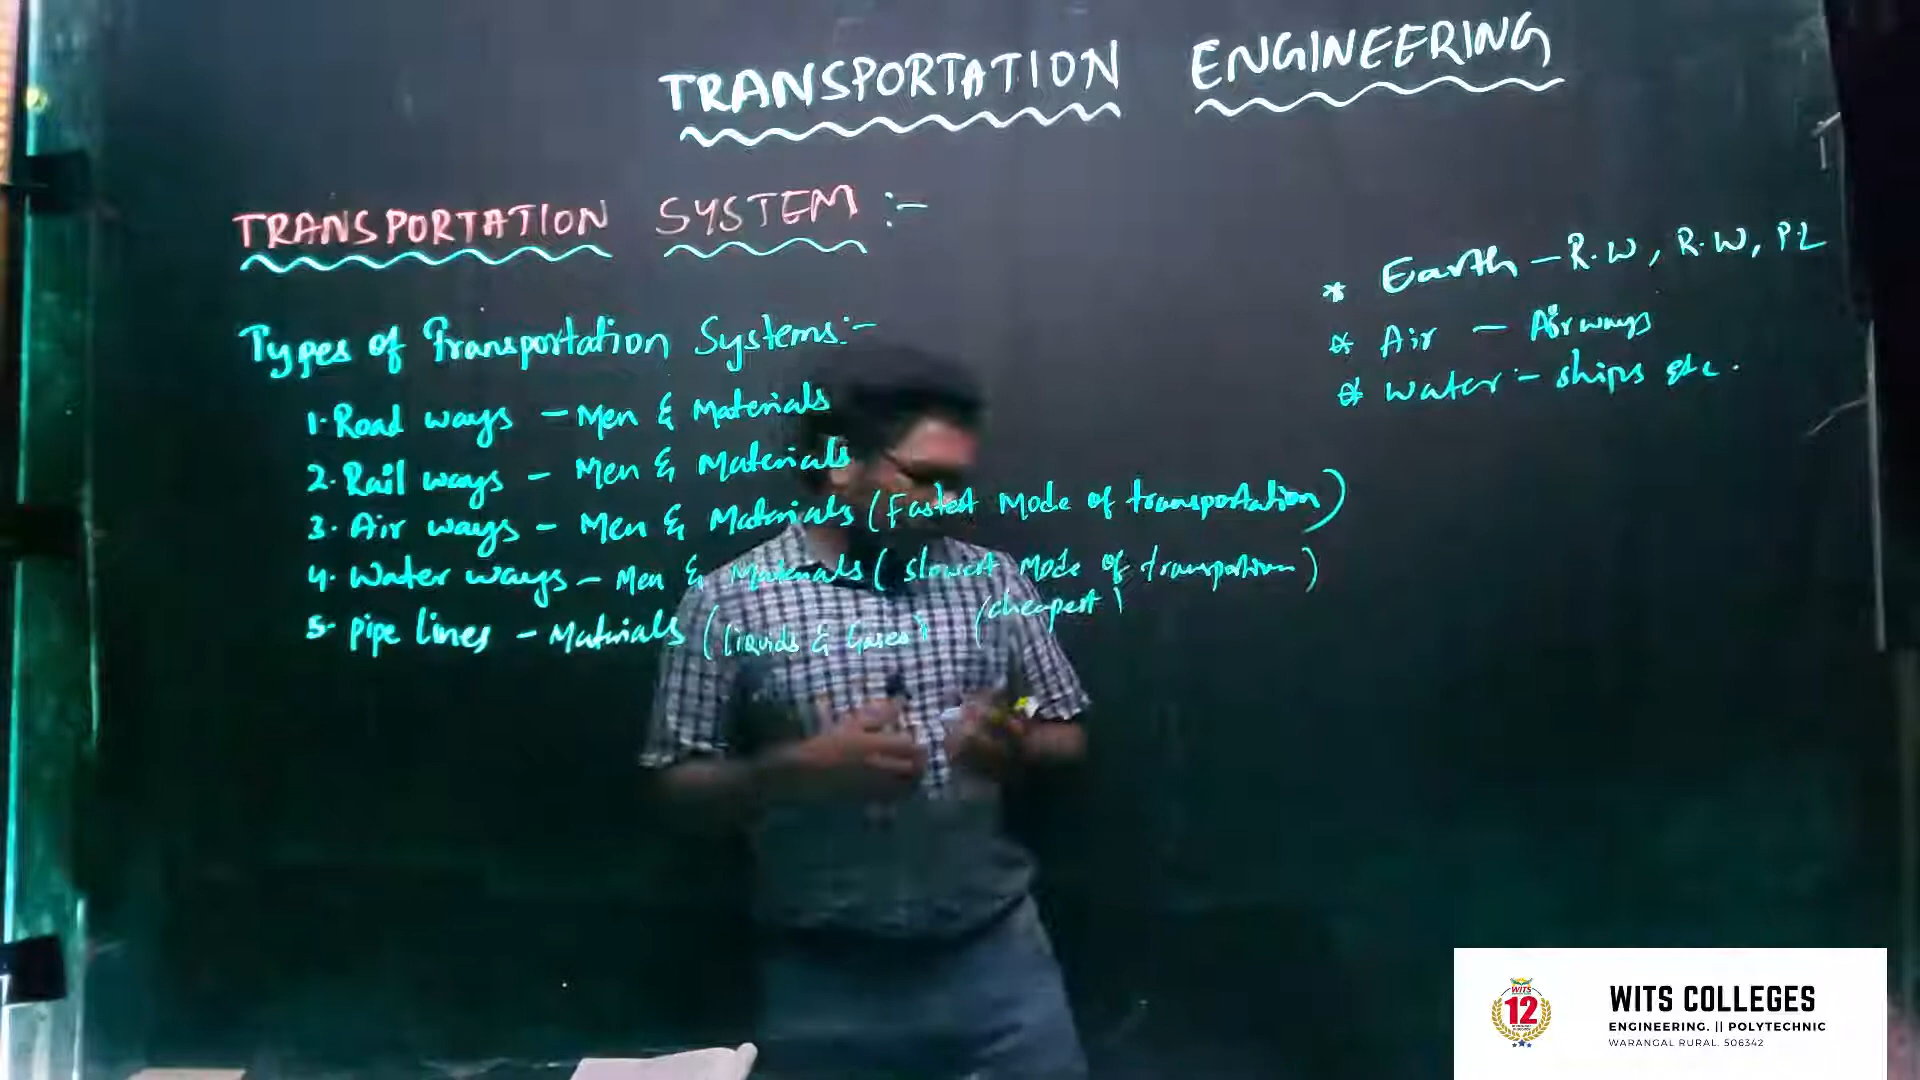 TRANSPORTATION ENGINEERING
TRANSPORTATION SYSTEM :-
Types of Transportation Systems:-
1. Road ways - Men & Materials
2. Rail ways - Men & Materials
3. Air ways - Men & Materials (Fastest Mode of transportation)
4. Water ways - Men & Materials (slowest Mode of transpotion)
(cheapest)
5. pipe lines - Materials (liquids & Gases)
* Earth - R.W, R.W, P.L
* Air - Airways
* water :- ships etc.
WITS
12
WITS COLLEGES
ENGINEERING. || POLYTECHNIC
WARANGAL RURAL. 506342